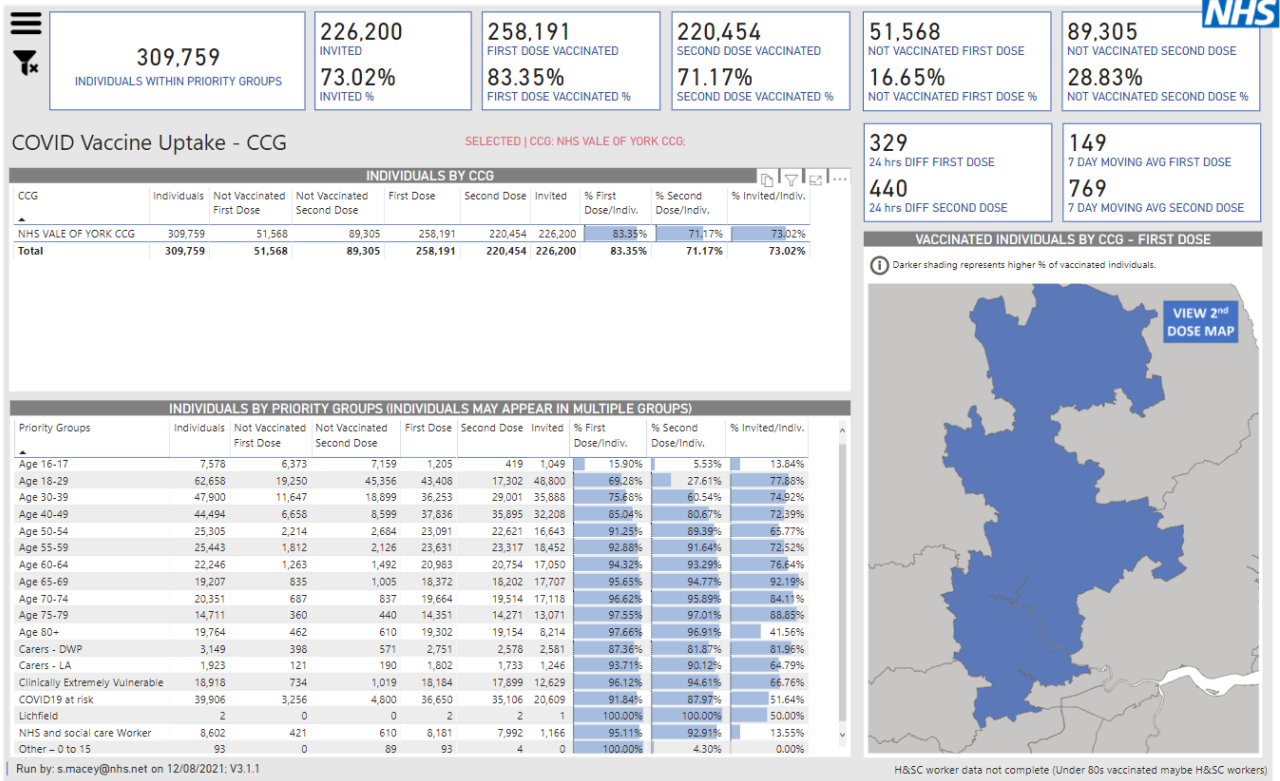 NHS
309,759
INDIVIDUALS WITHIN PRIORITY GROUPS
226,200
INVITED
73.02%
INVITED %
258,191
FIRST DOSE VACCINATED
83.35%
FIRST DOSE VACCINATED %
220,454
SECOND DOSE VACCINATED
71.17%
SECOND DOSE VACCINATED %
51,568
NOT VACCINATED FIRST DOSE
16.65%
NOT VACCINATED FIRST DOSE %
89,305
NOT VACCINATED SECOND DOSE
28.83%
NOT VACCINATED SECOND DOSE %
COVID Vaccine Uptake - CCG
SELECTED | CCG: NHS VALE OF YORK CCG;
329
24 hrs DIFF FIRST DOSE
440
24 hrs DIFF SECOND DOSE
149
7 DAY MOVING AVG FIRST DOSE
769
7 DAY MOVING AVG SECOND DOSE
INDIVIDUALS BY CCG
CCG Individuals Not Vaccinated First Dose Not Vaccinated Second Dose First Dose Second Dose Invited % First Dose/Indiv. % Second Dose/Indiv. % Invited/Indiv.
NHS VALE OF YORK CCG 309,759 51,568 89,305 258,191 220,454 226,200 83.35% 71.17% 73.02%
Total 309,759 51,568 89,305 258,191 220,454 226,200 83.35% 71.17% 73.02%
VACCINATED INDIVIDUALS BY CCG - FIRST DOSE
Darker shading represents higher % of vaccinated individuals.
VIEW 2nd
DOSE MAP
INDIVIDUALS BY PRIORITY GROUPS (INDIVIDUALS MAY APPEAR IN MULTIPLE GROUPS)
Priority Groups Individuals Not Vaccinated First Dose Not Vaccinated Second Dose First Dose Second Dose Invited % First Dose/Indiv. % Second Dose/Indiv. % Invited/Indiv.
Age 16-17 7,578 6,373 7,159 1,205 419 1,049 15.90% 5.53% 13.84%
Age 18-29 62,658 19,250 45,356 43,408 17,302 48,800 69.28% 27.61% 77.88%
Age 30-39 47,900 11,647 18,899 36,253 29,001 35,888 75.68% 60.54% 74.92%
Age 40-49 44,494 6,658 8,599 37,836 35,895 32,208 85.04% 80.67% 72.39%
Age 50-54 25,305 2,214 2,684 23,091 22,621 16,643 91.25% 89.39% 65.77%
Age 55-59 25,443 1,812 2,126 23,631 23,317 18,452 92.88% 91.64% 72.52%
Age 60-64 22,246 1,263 1,492 20,983 20,754 17,050 94.32% 93.29% 76.64%
Age 65-69 19,207 835 1,005 18,372 18,202 17,707 95.65% 94.77% 92.19%
Age 70-74 20,351 687 837 19,664 19,514 17,118 96.62% 95.89% 84.11%
Age 75-79 14,711 360 440 14,351 14,271 13,071 97.55% 97.01% 88.85%
Age 80+ 19,764 462 610 19,302 19,154 8,214 97.66% 96.91% 41.56%
Carers - DWP 3,149 398 571 2,751 2,578 2,581 87.36% 81.87% 81.96%
Carers - LA 1,923 121 190 1,802 1,733 1,246 93.71% 90.12% 64.79%
Clinically Extremely Vulnerable 18,918 734 1,019 18,184 17,899 12,629 96.12% 94.61% 66.76%
COVID19 at risk 39,906 3,256 4,800 36,650 35,106 20,609 91.84% 87.97% 51.64%
Lichfield 2 0 0 2 2 1 100.00% 100.00% 50.00%
NHS and social care Worker 8,602 421 610 8,181 7,992 1,166 95.11% 92.91% 13.55%
Other – 0 to 15 93 0 89 93 4 0 100.00% 4.30% 0.00%
Run by: s.macey@nhs.net on 12/08/2021; V3.1.1
H&SC worker data not complete (Under 80s vaccinated maybe H&SC workers)